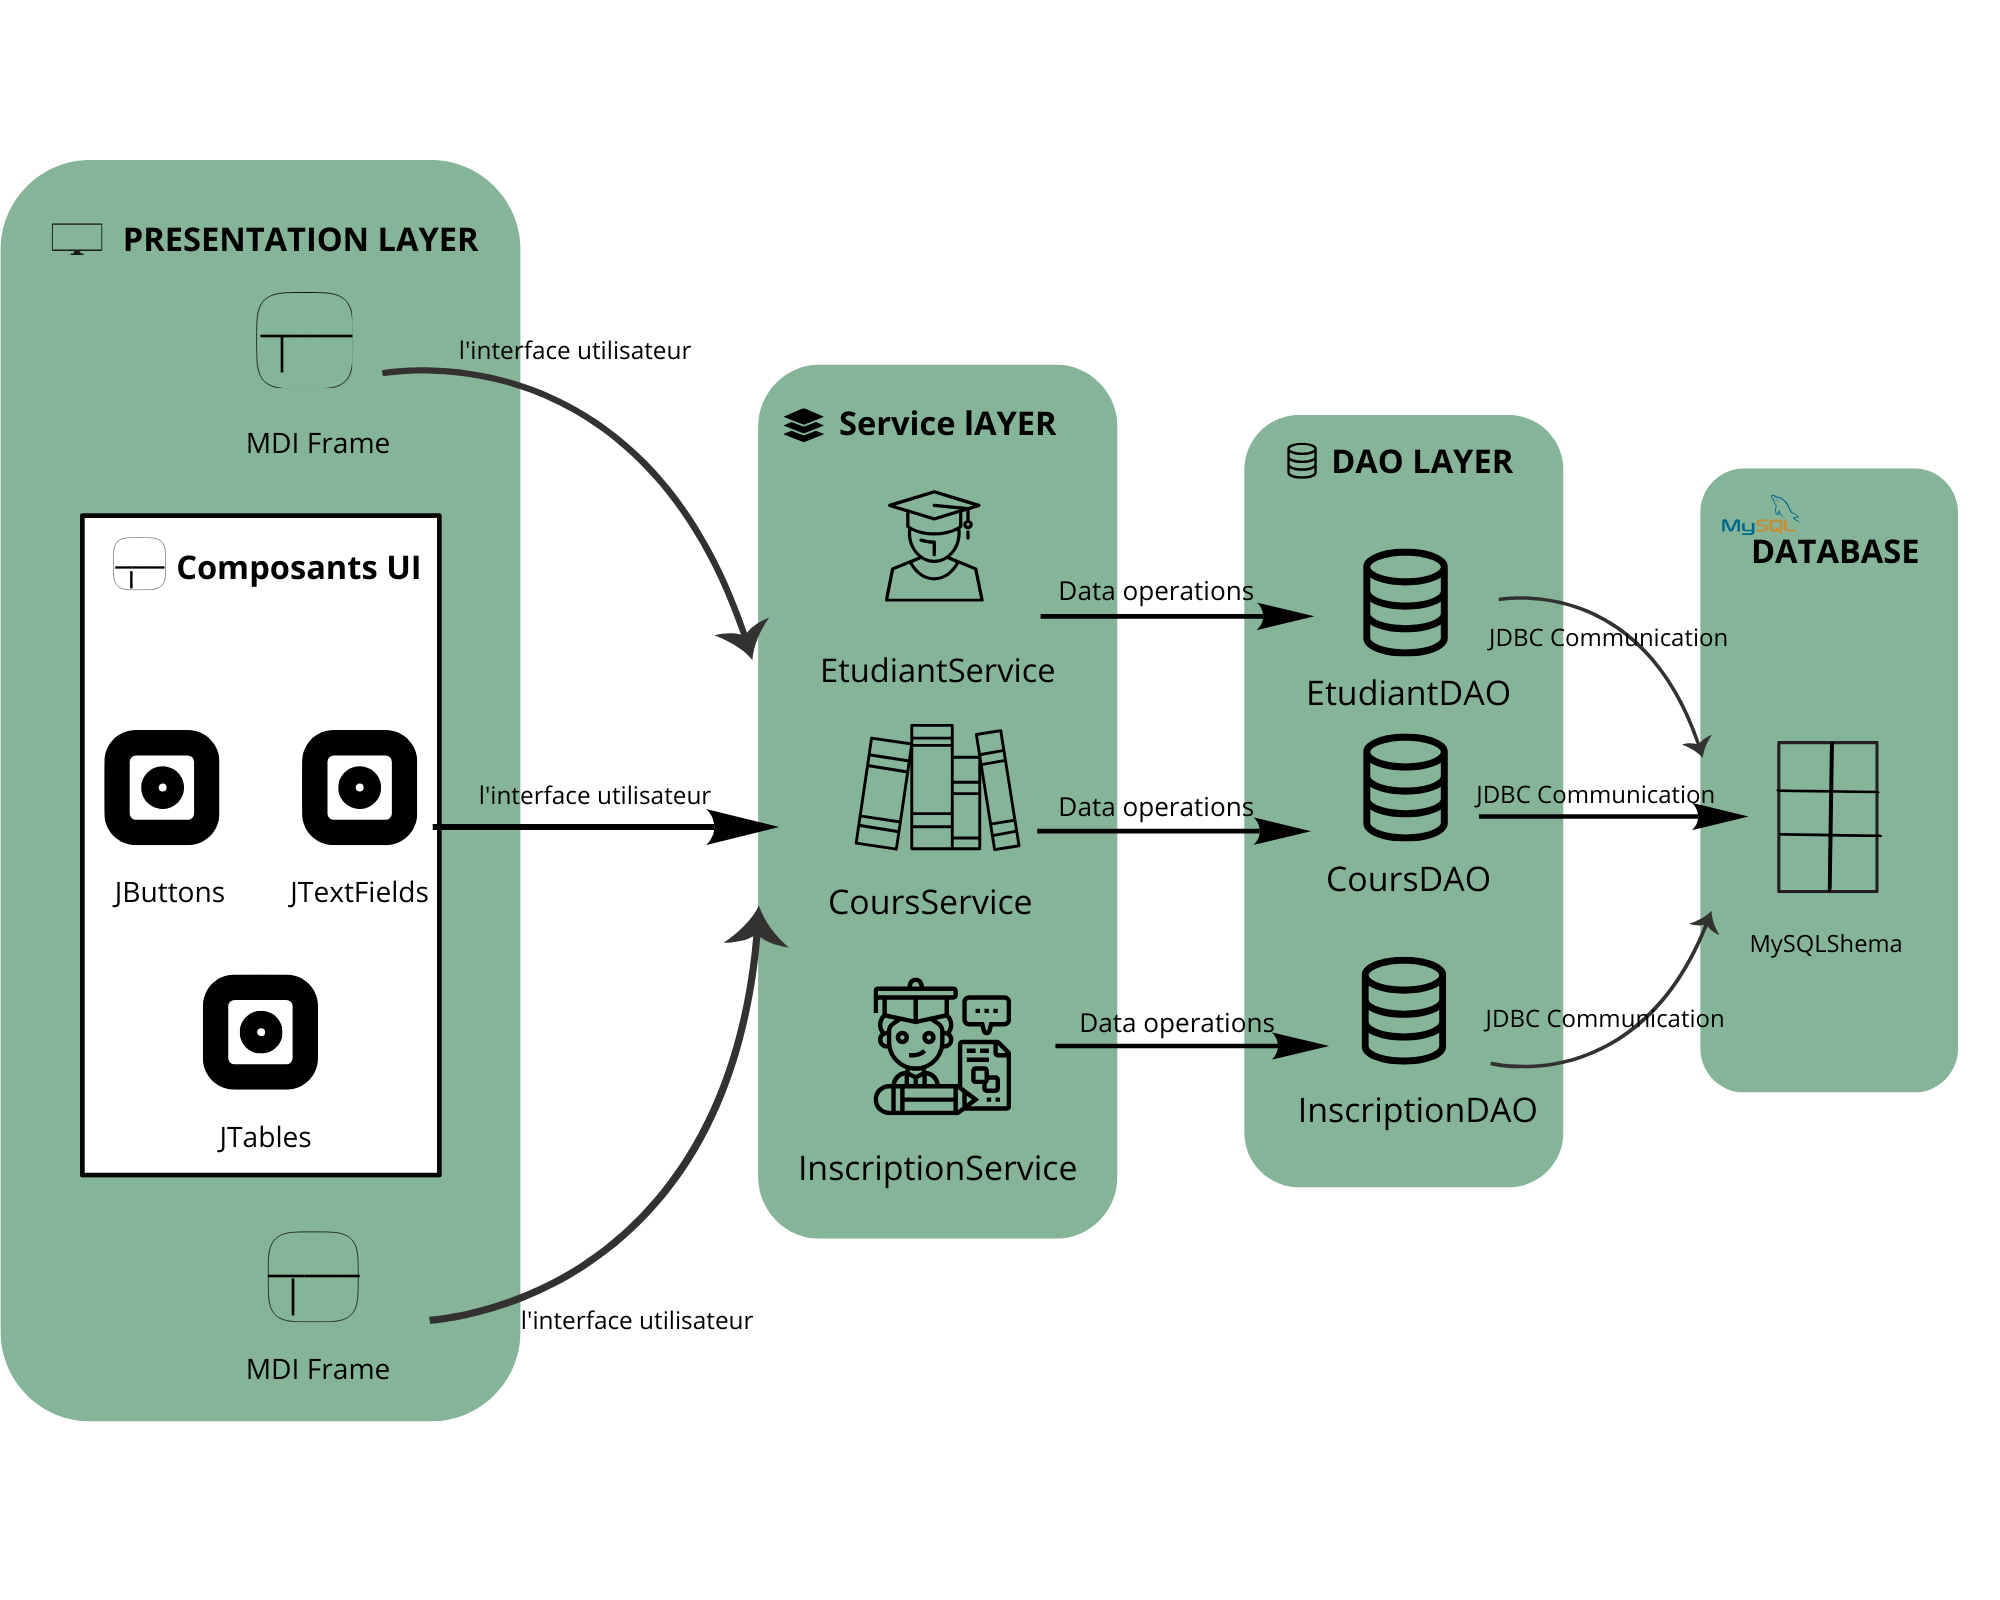 PRESENTATION LAYER
MDI Frame
l'interface utilisateur
Composants UI
JButtons
JTextFields
JTables
l'interface utilisateur
MDI Frame
l'interface utilisateur
Service lAYER
EtudiantService
CoursService
InscriptionService
Data operations
Data operations
Data operations
DAO LAYER
EtudiantDAO
CoursDAO
InscriptionDAO
JDBC Communication
JDBC Communication
JDBC Communication
MySQL
DATABASE
MySQLShema